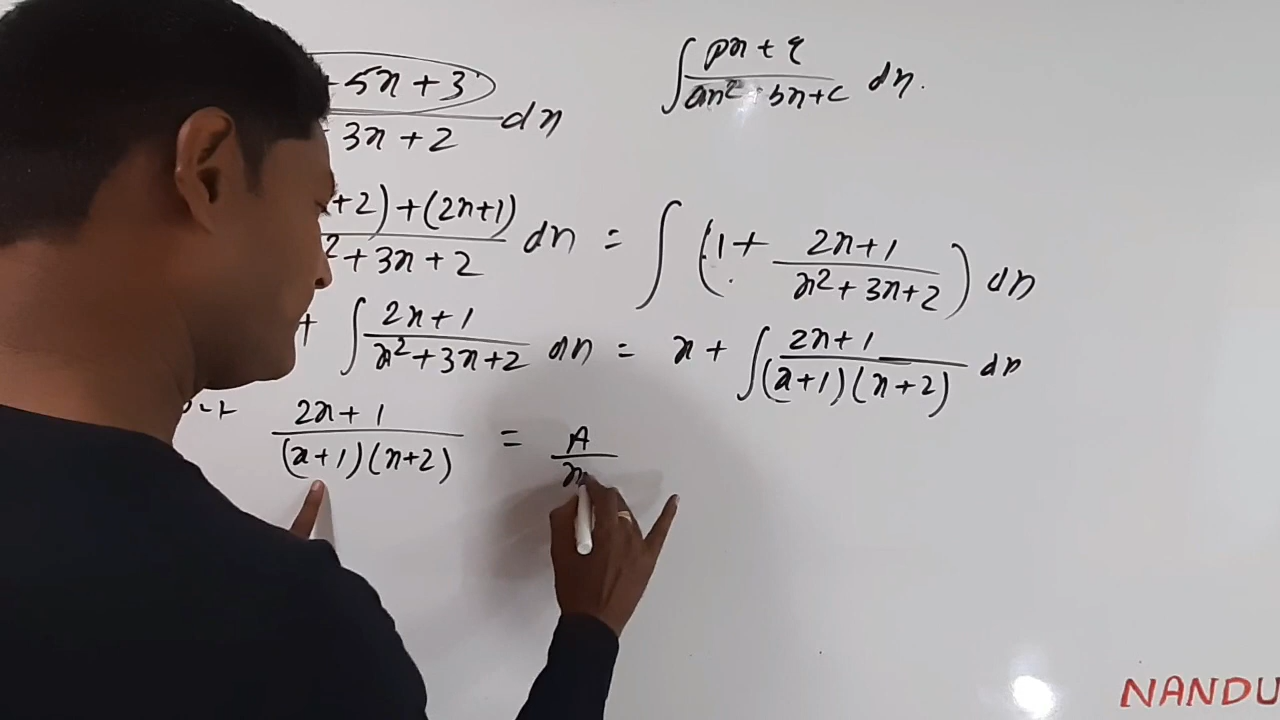 ∫ px + q / ax² + bx + c dx.
+ 5x + 3 / 3x + 2 dx
x + 2) + (2x+1) / ² + 3x + 2 dx = ∫ (1 + 2x+1 / x² + 3x+2) dx
+ ∫ 2x+1 / x² + 3x+2 dx = x + ∫ 2x+1 / (x+1)(x+2) dx
2x+1 / (x+1)(x+2) = A / x
NANDU